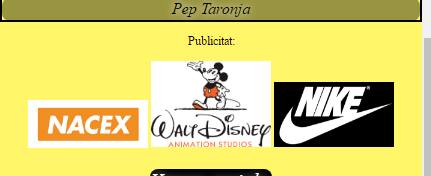 Pep Taronja
Publicitat:
NACEX
WALT DISNEY
ANIMATION STUDIOS
NIKE